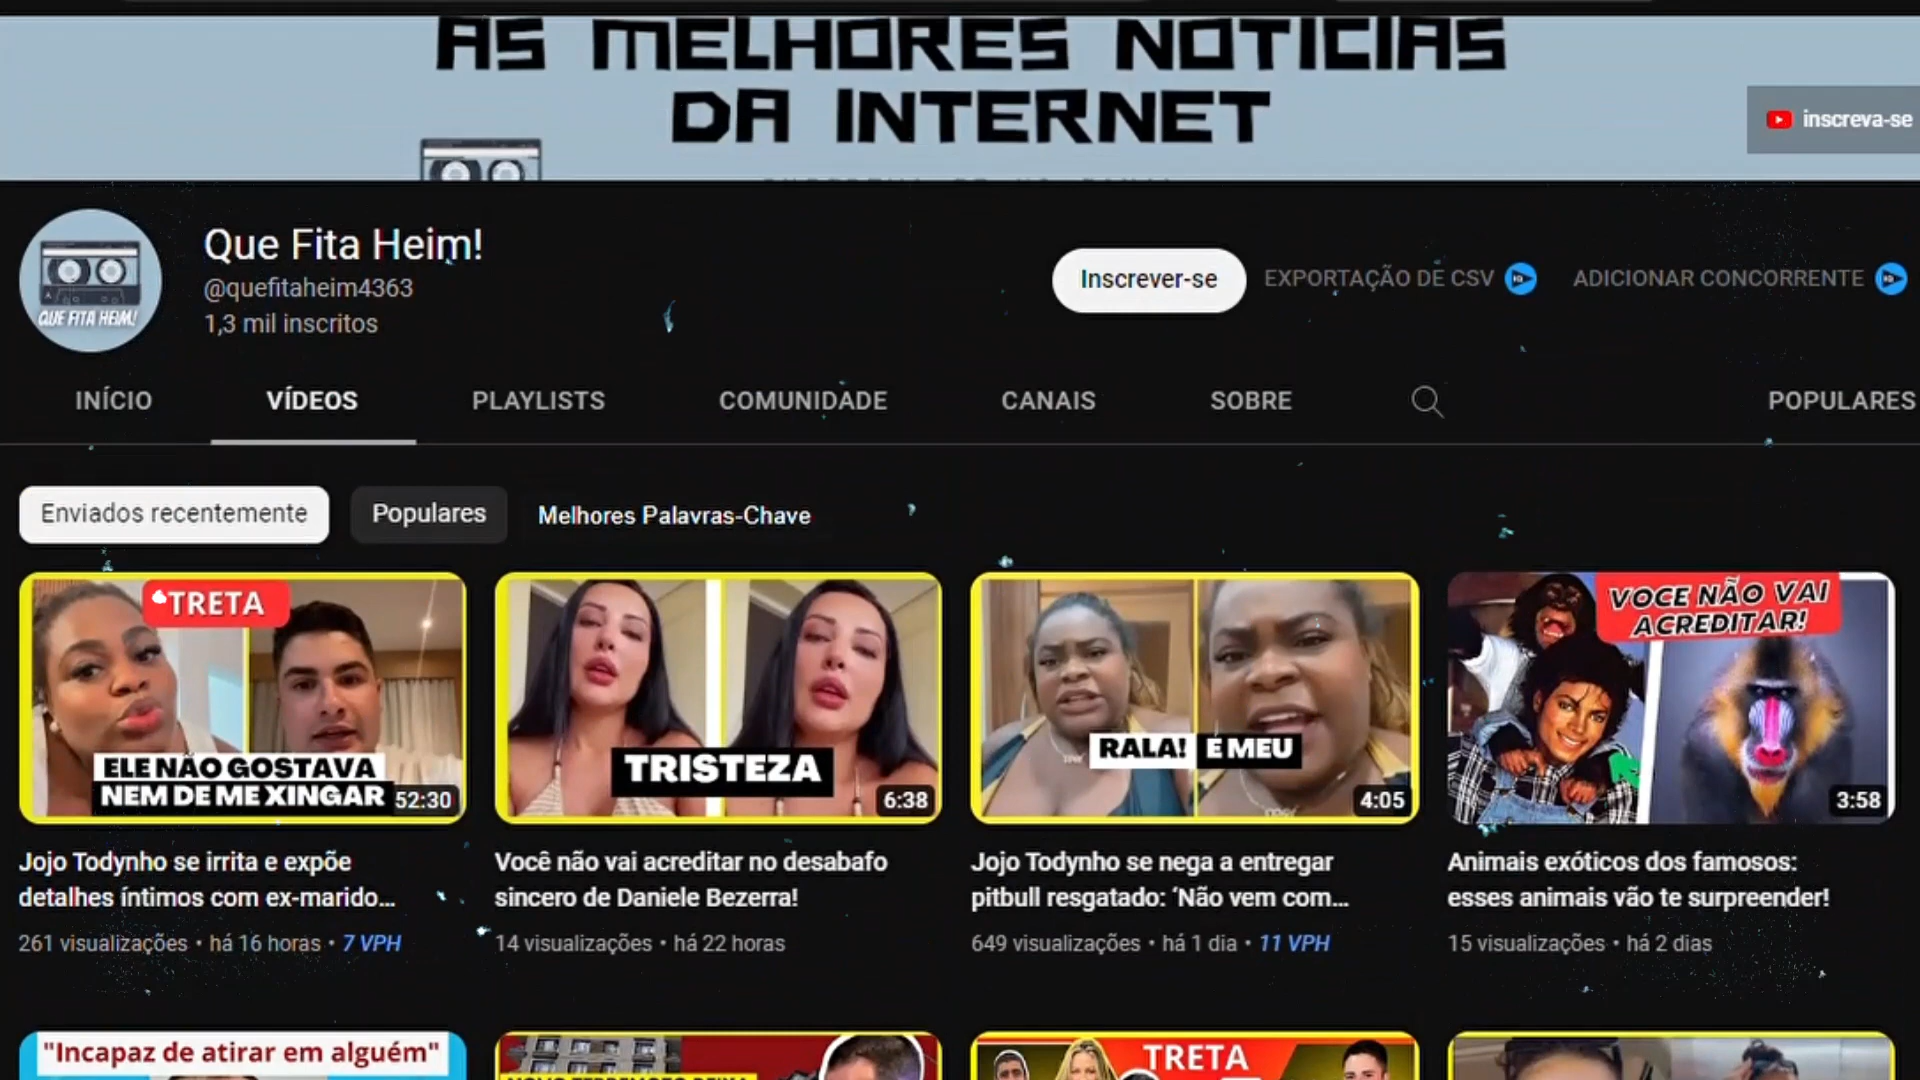 AS MELHORES NOTICIAS
DA INTERNET
inscreva-se
QUE FITA HEIM!
Que Fita Heim!
@quefitaheim4363
1,3 mil inscritos
Inscrever-se
EXPORTAÇÃO DE CSV
ADICIONAR CONCORRENTE
INÍCIO
VÍDEOS
PLAYLISTS
COMUNIDADE
CANAIS
SOBRE
POPULARES
Enviados recentemente
Populares
Melhores Palavras-Chave
TRETA
ELE NÃO GOSTAVA
NEM DE ME XINGAR
52:30
TRISTEZA
6:38
RALA! E MEU
4:05
VOCE NÃO VAI
ACREDITAR!
3:58
Jojo Todynho se irrita e expõe
detalhes íntimos com ex-marido...
261 visualizações • há 16 horas • 7 VPH
Você não vai acreditar no desabafo
sincero de Daniele Bezerra!
14 visualizações • há 22 horas
Jojo Todynho se nega a entregar
pitbull resgatado: ‘Não vem com...
649 visualizações • há 1 dia • 11 VPH
Animais exóticos dos famosos:
esses animais vão te surpreender!
15 visualizações • há 2 dias
"Incapaz de atirar em alguém"
TRETA